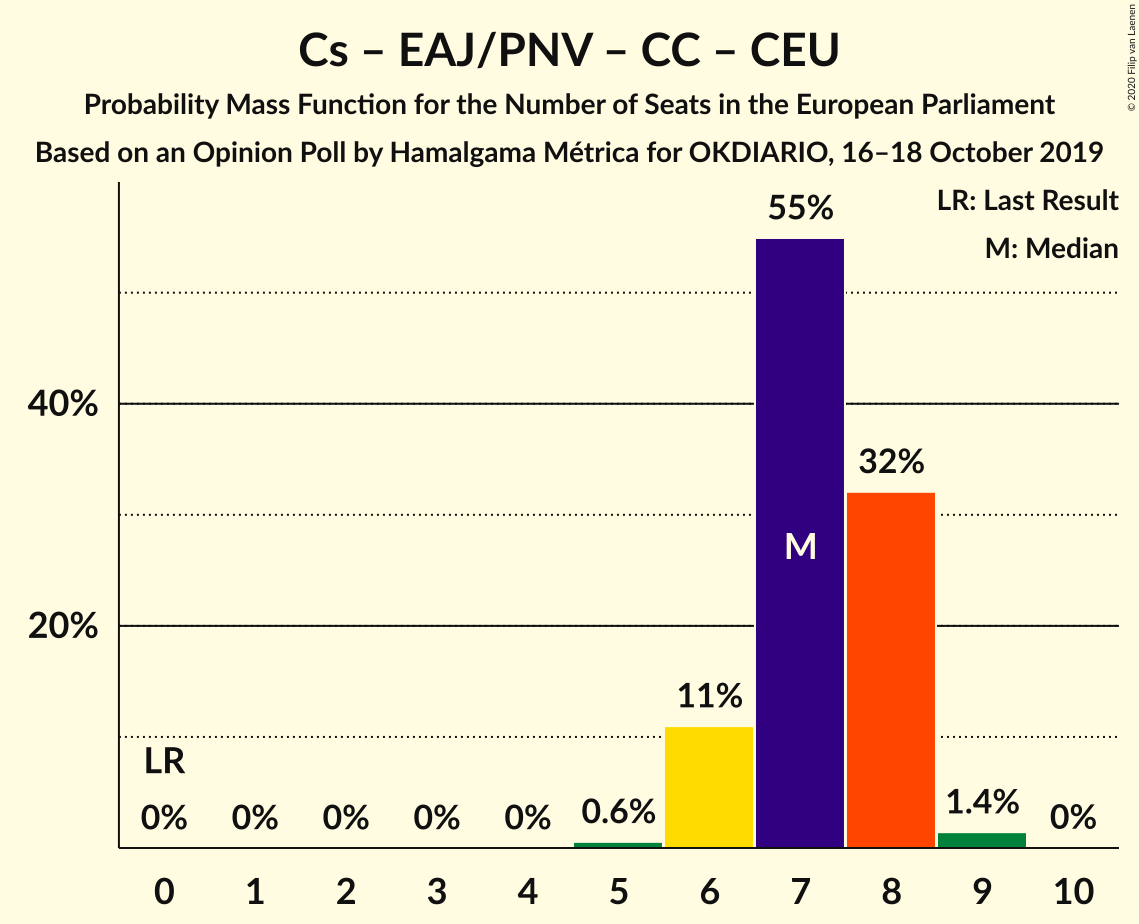 Cs – EAJ/PNV – CC – CEU
Probability Mass Function for the Number of Seats in the European Parliament
Based on an Opinion Poll by Hamalgama Métrica for OKDIARIO, 16–18 October 2019
© 2020 Filip van Laenen
LR: Last Result
M: Median
55%
40%
32%
M
20%
11%
LR
0% 0% 0% 0% 0% 0.6% 1.4% 0%
0 1 2 3 4 5 6 7 8 9 10